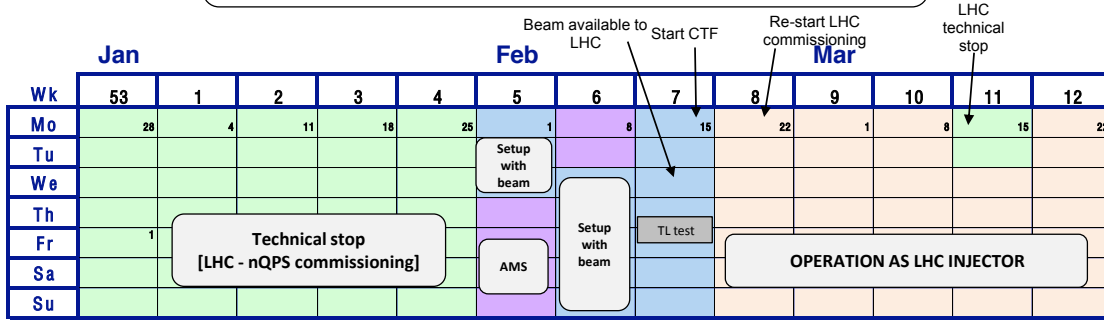 Beam available to
LHC
Start CTF
Re-start LHC
commissioning
LHC
technical
stop
Jan Feb Mar
Wk 53 1 2 3 4 5 6 7 8 9 10 11 12
Mo 28 4 11 18 25 1 8 15 22 1 8 15 22
Tu
We
Th
Fr 1
Sa
Su
Technical stop
[LHC - nQPS commissioning]
Setup
with
beam
AMS
Setup
with
beam
TL test
OPERATION AS LHC INJECTOR